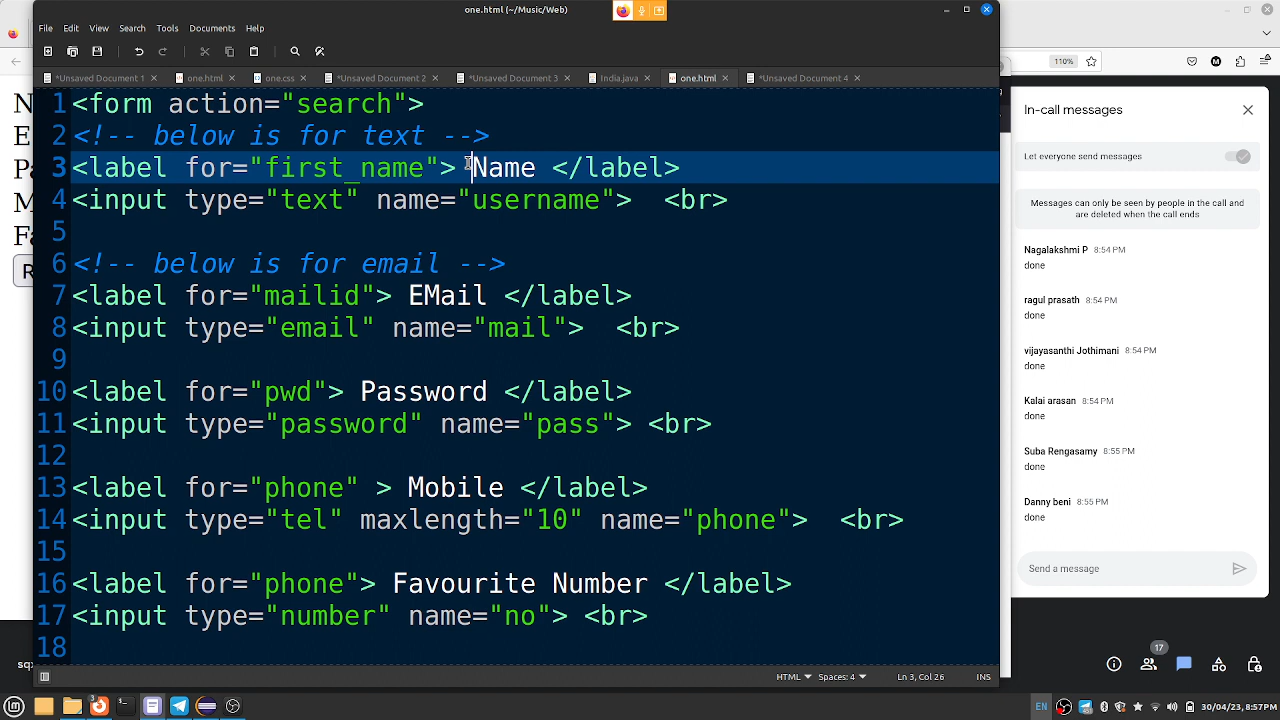 one.html (~/Music/Web)
File Edit View Search Tools Documents Help
*Unsaved Document 1 one.html one.css *Unsaved Document 2 *Unsaved Document 3 India.java one.html *Unsaved Document 4
110%
1 <form action="search">
2 <!-- below is for text -->
3 <label for="first_name"> Name </label>
4 <input type="text" name="username">  <br>
5
6 <!-- below is for email -->
7 <label for="mailid"> EMail </label>
8 <input type="email" name="mail">  <br>
9
10 <label for="pwd"> Password </label>
11 <input type="password" name="pass"> <br>
12
13 <label for="phone" > Mobile </label>
14 <input type="tel" maxlength="10" name="phone">  <br>
15
16 <label for="phone"> Favourite Number </label>
17 <input type="number" name="no"> <br>
18
HTML Spaces: 4 Ln 3, Col 26 INS
In-call messages
Let everyone send messages
Messages can only be seen by people in the call and
are deleted when the call ends
Nagalakshmi P 8:54 PM
done
ragul prasath 8:54 PM
done
vijayasanthi Jothimani 8:54 PM
done
Kalai arasan 8:54 PM
done
Suba Rengasamy 8:55 PM
done
Danny beni 8:55 PM
done
Send a message
17
EN 30/04/23, 8:57PM